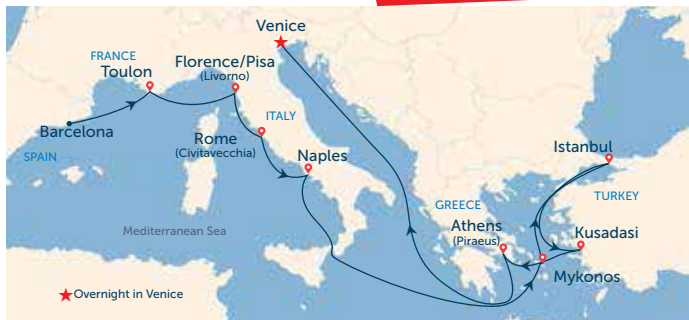 Venice
FRANCE
Toulon
Florence/Pisa
(Livorno)
Barcelona
SPAIN
ITALY
Rome
(Civitavecchia)
Naples
Istanbul
TURKEY
GREECE
Athens
(Piraeus)
Kusadasi
Mykonos
Mediterranean Sea
Overnight in Venice